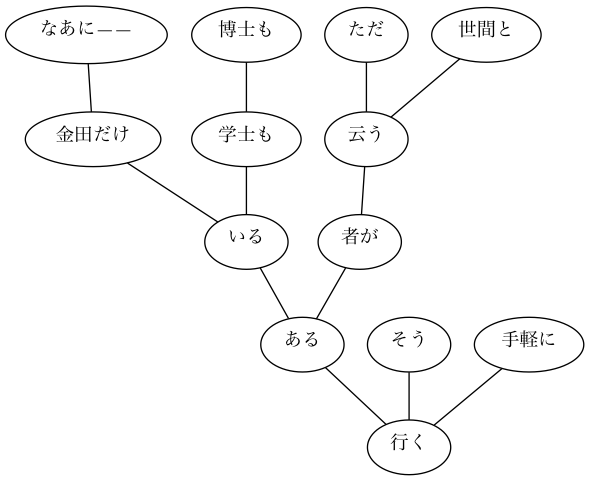 なあに−−
博士も
ただ
世間と
金田だけ
学士も
云う
いる
者が
ある
そう
手軽に
行く